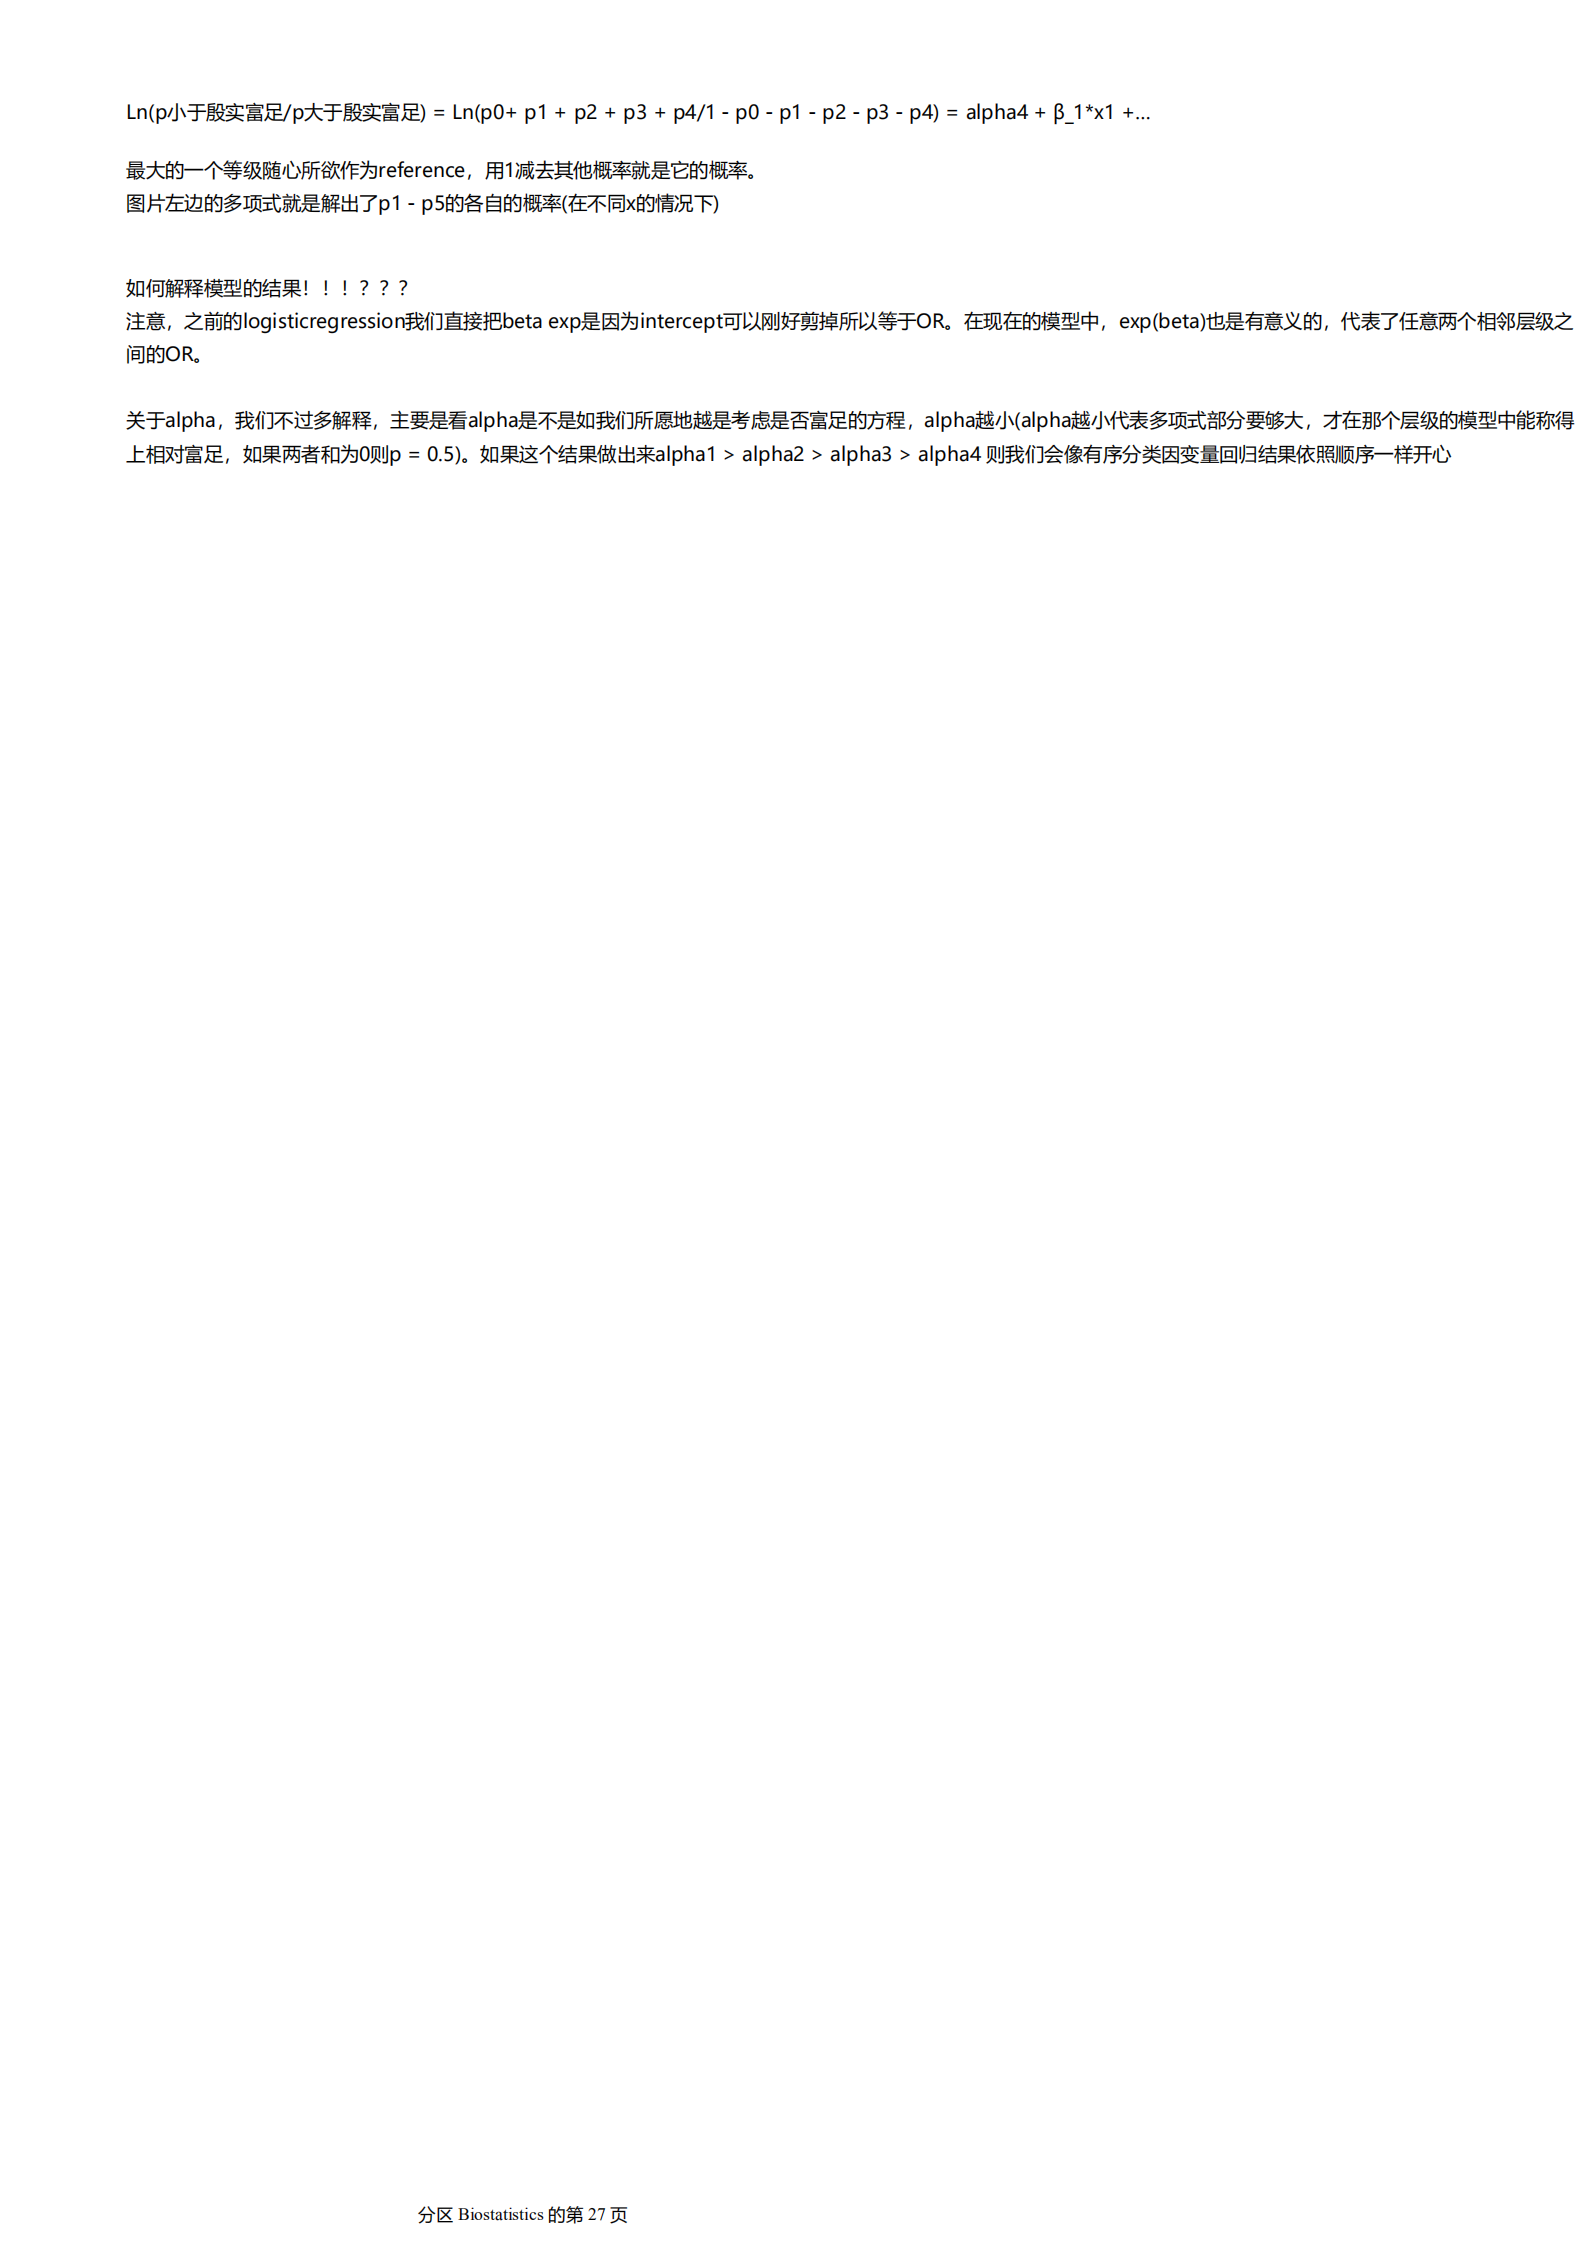 Ln(p小于殷实富足/p大于殷实富足) = Ln(p0+ p1 + p2 + p3 + p4/1 - p0 - p1 - p2 - p3 - p4) = alpha4 + β_1*x1 +...
最大的一个等级随心所欲作为reference，用1减去其他概率就是它的概率。
图片左边的多项式就是解出了p1 - p5的各自的概率(在不同x的情况下)
如何解释模型的结果！！！？？？
注意，之前的logisticregression我们直接把beta exp是因为intercept可以刚好剪掉所以等于OR。在现在的模型中，exp(beta)也是有意义的，代表了任意两个相邻层级之
间的OR。
关于alpha，我们不过多解释，主要是看alpha是不是如我们所愿地越是考虑是否富足的方程，alpha越小(alpha越小代表多项式部分要够大，才在那个层级的模型中能称得
上相对富足，如果两者和为0则p = 0.5)。如果这个结果做出来alpha1 > alpha2 > alpha3 > alpha4 则我们会像有序分类因变量回归结果依照顺序一样开心
分区 Biostatistics 的第 27 页